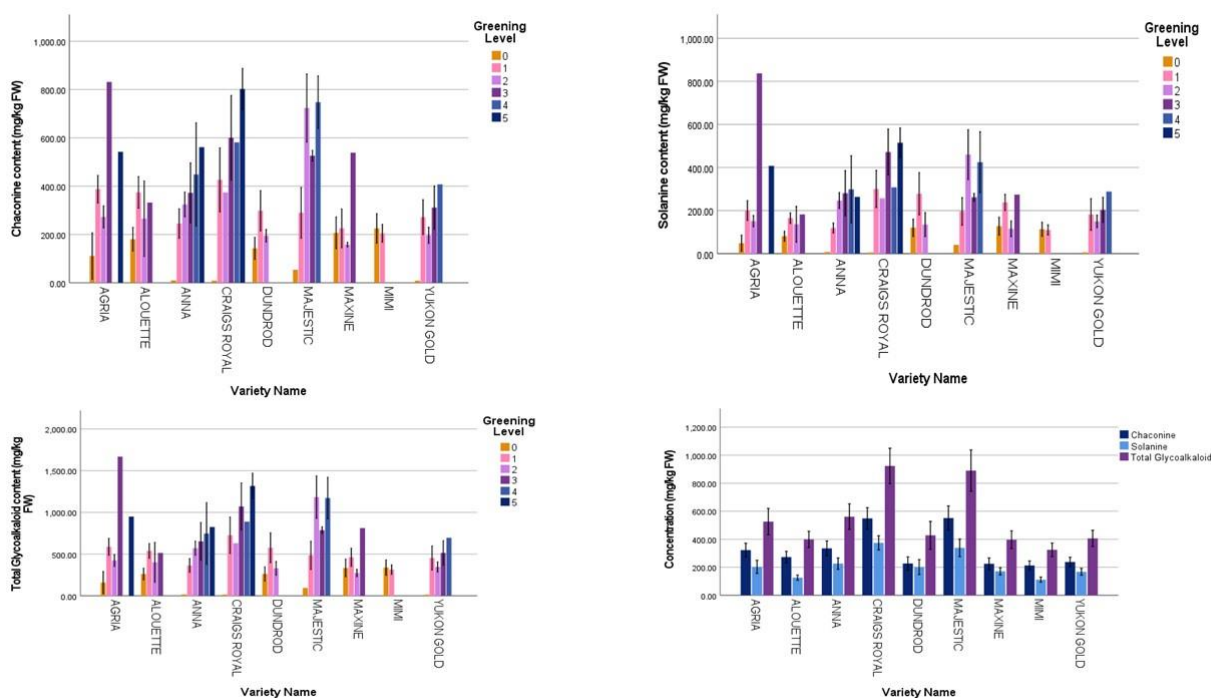 Chaconine content (mg/kg FW)
1,000.00
800.00
600.00
400.00
200.00
0.00
AGRIA
ALOUETTE
ANNA
CRAIGS ROYAL
DUNDROD
MAJESTIC
MAXINE
MIMI
YUKON GOLD
Variety Name
Greening
Level
0
1
2
3
4
5
Solanine content (mg/kg FW)
1,000.00
800.00
600.00
400.00
200.00
0.00
AGRIA
ALOUETTE
ANNA
CRAIGS ROYAL
DUNDROD
MAJESTIC
MAXINE
MIMI
YUKON GOLD
Variety Name
Greening
Level
0
1
2
3
4
5
Total Glycoalkaloid content (mg/kg
FW)
2,000.00
1,500.00
1,000.00
500.00
0.00
AGRIA
ALOUETTE
ANNA
CRAIGS ROYAL
DUNDROD
MAJESTIC
MAXINE
MIMI
YUKON GOLD
Variety Name
Greening
Level
0
1
2
3
4
5
Concentration (mg/kg FW)
1,200.00
1,000.00
800.00
600.00
400.00
200.00
0.00
AGRIA
ALOUETTE
ANNA
CRAIGS ROYAL
DUNDROD
MAJESTIC
MAXINE
MIMI
YUKON GOLD
Variety Name
Chaconine
Solanine
Total Glycoalkaloid